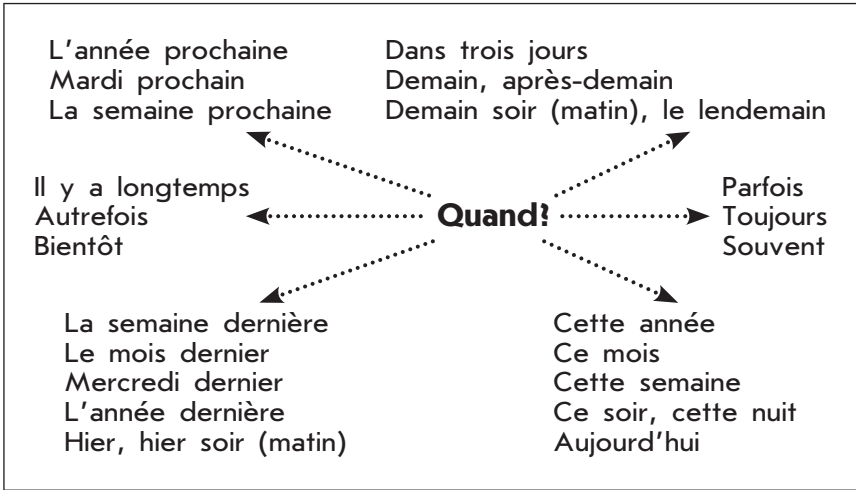 L'année prochaine
Mardi prochain
La semaine prochaine
Dans trois jours
Demain, après-demain
Demain soir (matin), le lendemain
Il y a longtemps
Autrefois
Bientôt
Quand?
Parfois
Toujours
Souvent
La semaine dernière
Le mois dernier
Mercredi dernier
L'année dernière
Hier, hier soir (matin)
Cette année
Ce mois
Cette semaine
Ce soir, cette nuit
Aujourd'hui